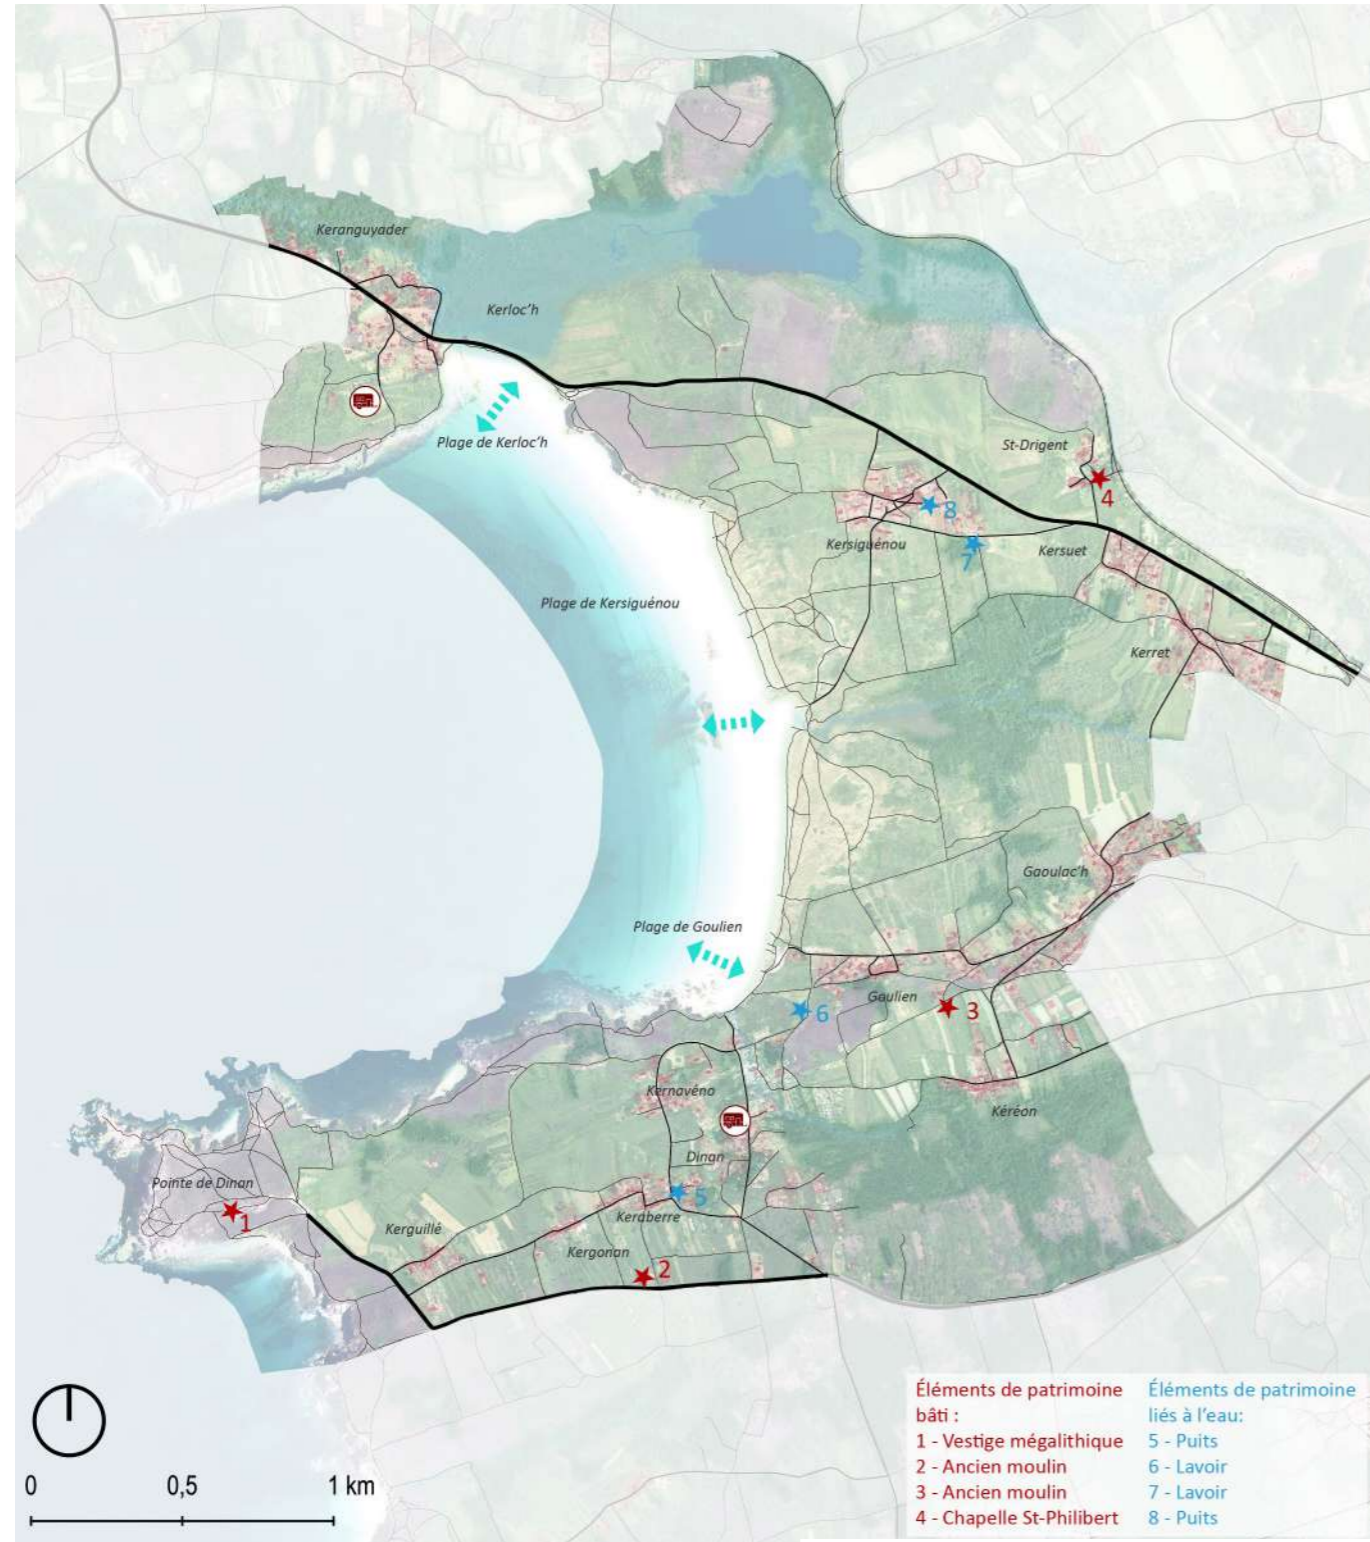 Keranguyader
Kerloc'h
Plage de Kerloc'h
St-Drigent
4
8
Kersiguénou
7
Kersuet
Plage de Kersiguénou
Kerret
Gaoulac'h
Plage de Goulien
Goulien
3
6
Kernavéno
Kéréon
Dinan
Pointe de Dinan
1
5
Keraberre
Kerguillé
Kergonan
2
Éléments de patrimoine
bâti :
1 - Vestige mégalithique
2 - Ancien moulin
3 - Ancien moulin
4 - Chapelle St-Philibert
Éléments de patrimoine
liés à l'eau:
5 - Puits
6 - Lavoir
7 - Lavoir
8 - Puits
0 0,5 1 km